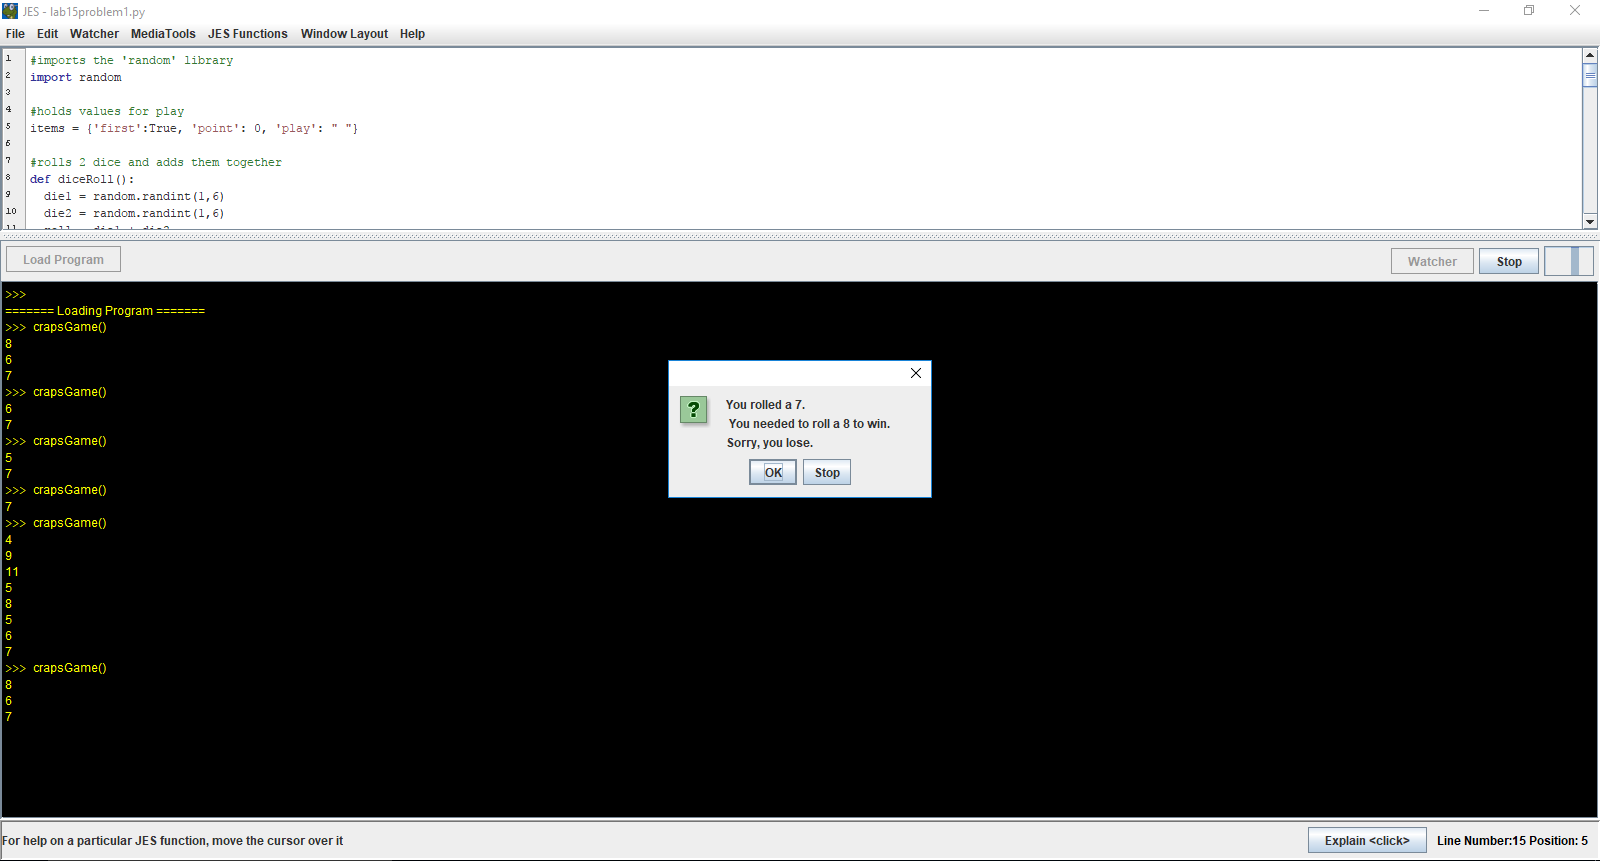 JES - lab15problem1.py
File Edit Watcher MediaTools JES Functions Window Layout Help
1 #imports the 'random' library
2 import random
3
4 #holds values for play
5 items = {'first':True, 'point': 0, 'play': " "}
6
7 #rolls 2 dice and adds them together
8 def diceRoll():
9 die1 = random.randint(1,6)
10 die2 = random.randint(1,6)
11 roll = die1 + die2
Load Program Watcher Stop
>>>
======= Loading Program =======
>>> crapsGame()
8
6
7
>>> crapsGame()
6
7
>>> crapsGame()
5
7
>>> crapsGame()
7
>>> crapsGame()
4
9
11
5
8
5
6
7
>>> crapsGame()
8
6
7
?
You rolled a 7.
You needed to roll a 8 to win.
Sorry, you lose.
OK Stop
For help on a particular JES function, move the cursor over it Explain <click> Line Number:15 Position: 5